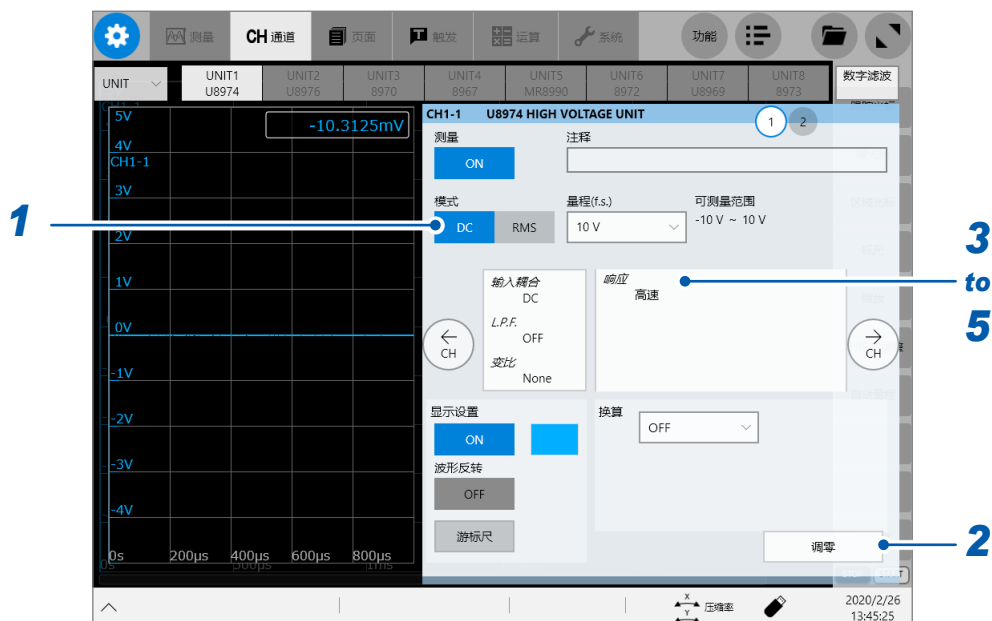 测量
CH 通道
页面
触发
运算
系统
功能
UNIT
UNIT1
U8974
UNIT2
U8976
UNIT3
8970
UNIT4
8967
UNIT5
MR8990
UNIT6
8972
UNIT7
U8969
UNIT8
8973
数字滤波
5V
-10.3125mV
4V
CH1-1
3V
2V
1V
0V
-1V
-2V
-3V
-4V
0s
200μs
400μs
600μs
800μs
CH1-1
U8974 HIGH VOLTAGE UNIT
1
2
测量
注释
ON
模式
量程(f.s.)
可测量范围
DC
RMS
10 V
-10 V ~ 10 V
输入耦合
DC
L.P.F.
OFF
变比
None
响应
高速
←
CH
→
CH
显示设置
ON
波形反转
OFF
游标尺
换算
OFF
调零
X
Y
压缩率
2020/2/26
13:45:25
1
3
to
5
2